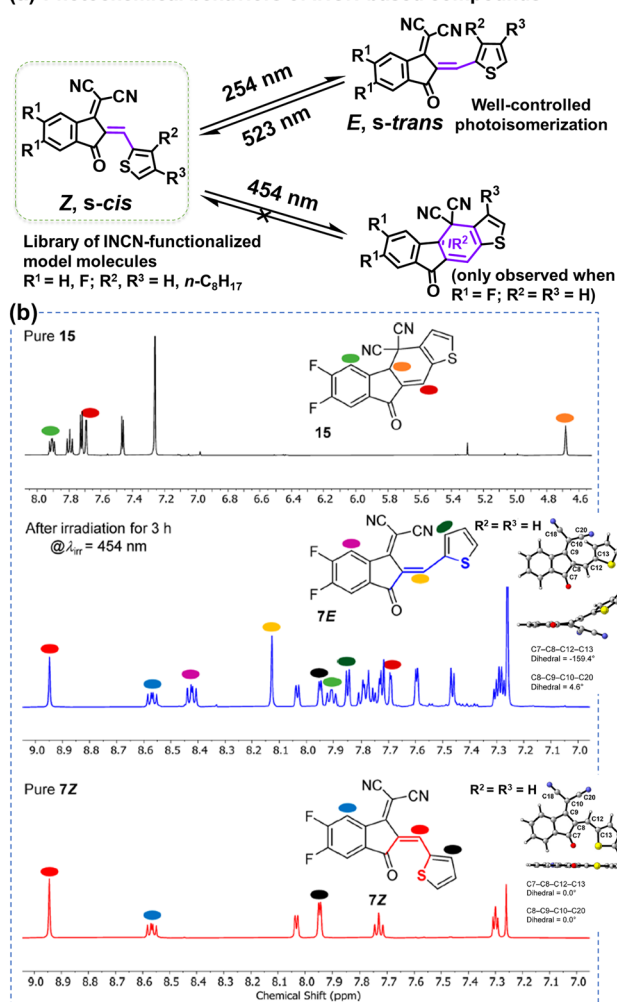 CN
CN
R1
R1
O
R2
S
R3
Z, s-cis
254 nm
523 nm
CN
CN R2
R3
R1
R1
O
S
E, s-trans
Well-controlled
photoisomerization
454 nm
CN
CN
R3
R1
R1
R2
S
O
Library of INCN-functionalized
model molecules
R1 = H, F; R2, R3 = H, n-C8H17
(only observed when
R1 = F; R2 = R3 = H)
(b)
Pure 15
CN
CN
F
F
S
O
15
8.0 7.8 7.6 7.4 7.2 7.0 6.8 6.6 6.4 6.2 6.0 5.8 5.6 5.4 5.2 5.0 4.8 4.6
After irradiation for 3 h
@λirr = 454 nm
CN
CN
F
F
S
O
7E
R2 = R3 = H
C18
C20
C10
C9
C13
C8
C12
C7
C7–C8–C12–C13
Dihedral = -159.4°
C8–C9–C10–C20
Dihedral = 4.6°
9.0 8.9 8.8 8.7 8.6 8.5 8.4 8.3 8.2 8.1 8.0 7.9 7.8 7.7 7.6 7.5 7.4 7.3 7.2 7.1 7.0
Pure 7Z
NC
CN
F
F
O
S
7Z
R2 = R3 = H
C18
C20
C10
C9
C12
C8
C13
C7
C7–C8–C12–C13
Dihedral = 0.0°
C8–C9–C10–C20
Dihedral = 0.0°
9.0 8.9 8.8 8.7 8.6 8.5 8.4 8.3 8.2 8.1 8.0 7.9 7.8 7.7 7.6 7.5 7.4 7.3 7.2 7.1 7.0
Chemical Shift (ppm)